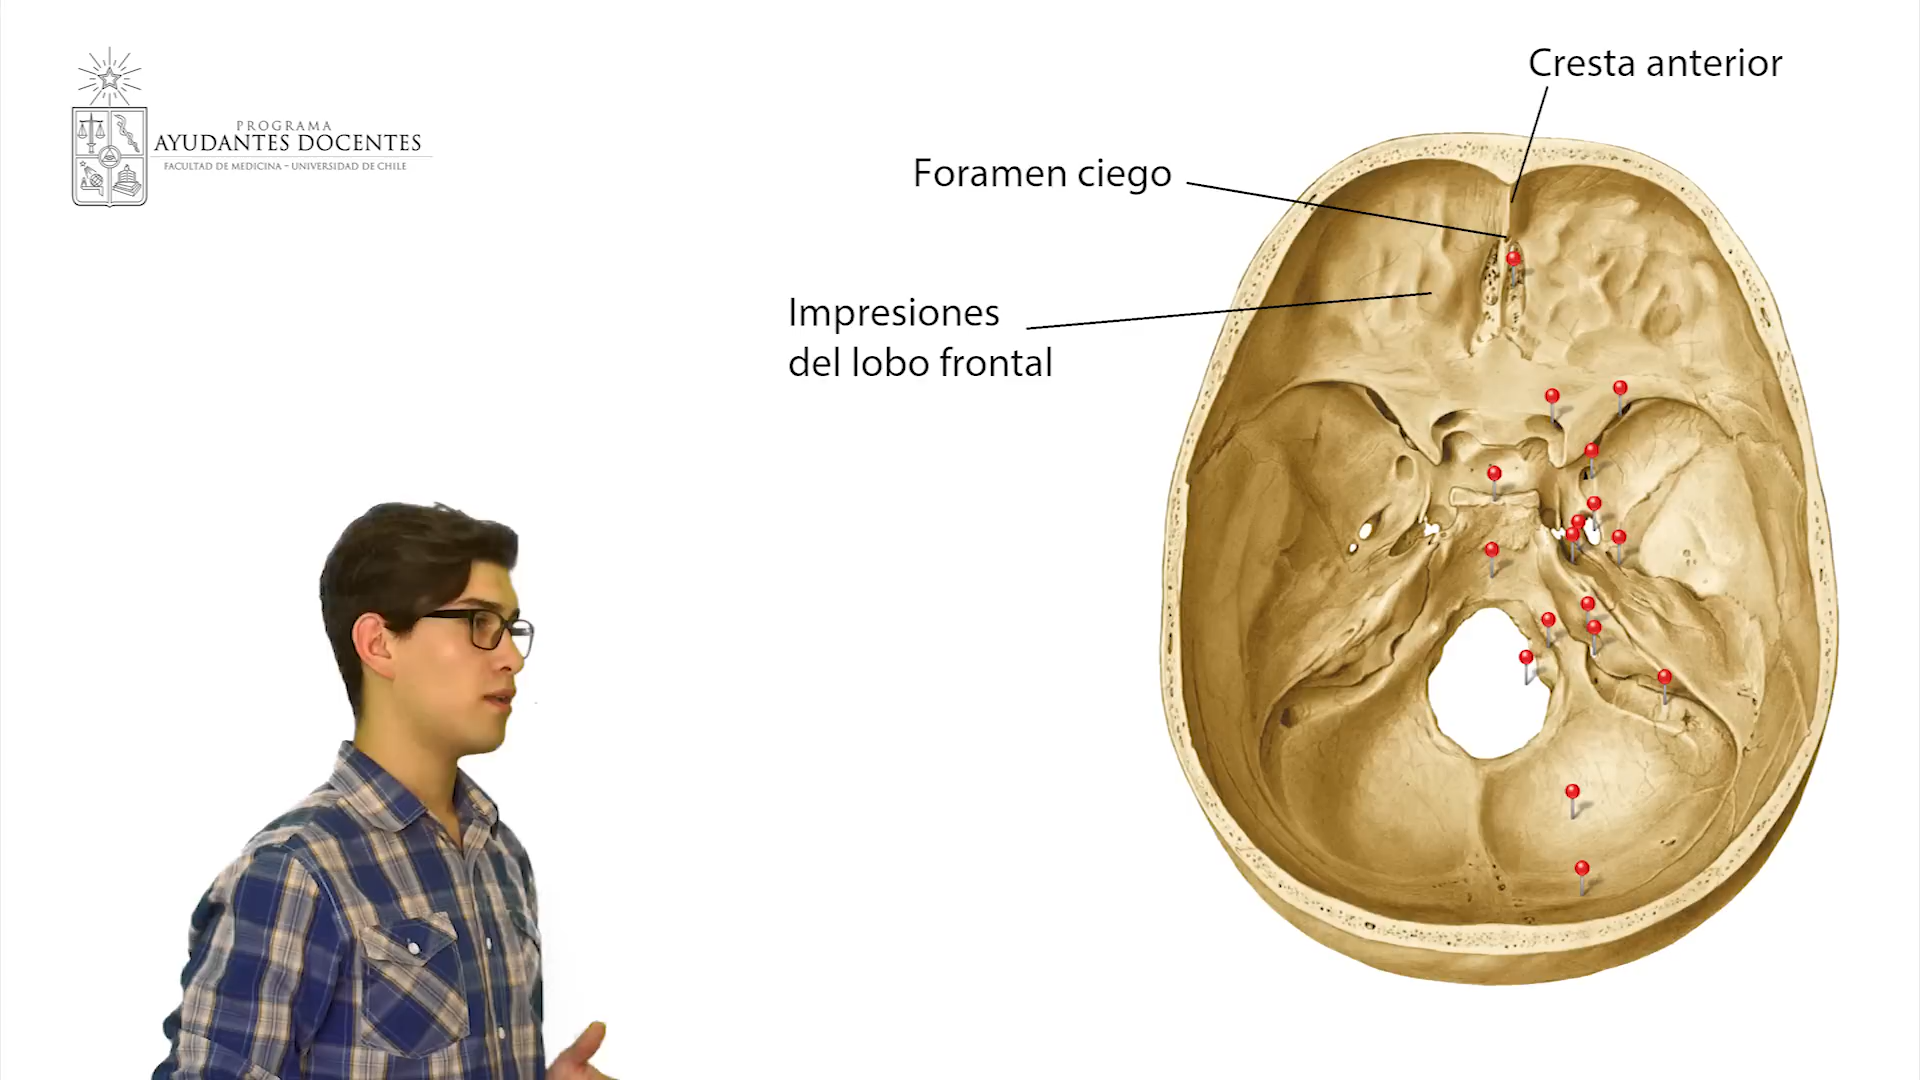 PROGRAMA
AYUDANTES DOCENTES
FACULTAD DE MEDICINA - UNIVERSIDAD DE CHILE
Cresta anterior
Foramen ciego
Impresiones
del lobo frontal